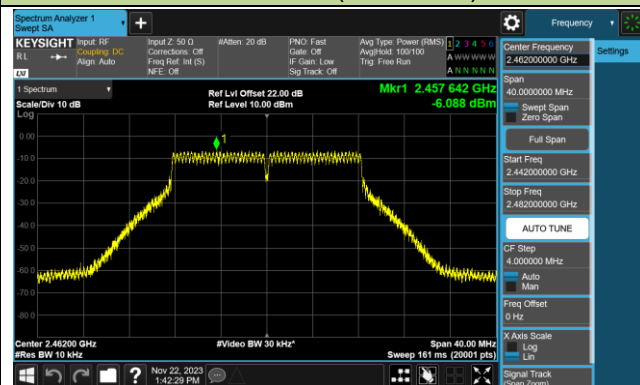 Spectrum Analyzer 1
Swept SA
Frequency
KEYSIGHT
RL
LXI
Input: RF
Coupling: DC
Align: Auto
Input Z: 50 Ω
Corrections: Off
Freq Ref: Int (S)
NFE: Off
#Atten: 20 dB
PNO: Fast
Gate: Off
IF Gain: Low
Sig Track: Off
Avg Type: Power (RMS)
Avg|Hold: 100/100
Trig: Free Run
1 2 3 4 5 6
A W W W W W
A N N N N N
Center Frequency
2.462000000 GHz
Settings
Span
40.0000000 MHz
Swept Span
Zero Span
Full Span
Start Freq
2.442000000 GHz
Stop Freq
2.482000000 GHz
AUTO TUNE
CF Step
4.000000 MHz
Auto
Man
Freq Offset
0 Hz
X Axis Scale
Log
Lin
Signal Track
(Span Zoom)
1 Spectrum
Scale/Div 10 dB
Log
Ref Lvl Offset 22.00 dB
Ref Level 10.00 dBm
Mkr1 2.457 642 GHz
-6.088 dBm
1
0.00
-10.0
-20.0
-30.0
-40.0
-50.0
-60.0
-70.0
-80.0
Center 2.46200 GHz
#Res BW 10 kHz
#Video BW 30 kHz*
Span 40.00 MHz
Sweep 161 ms (20001 pts)
Nov 22, 2023
1:42:29 PM